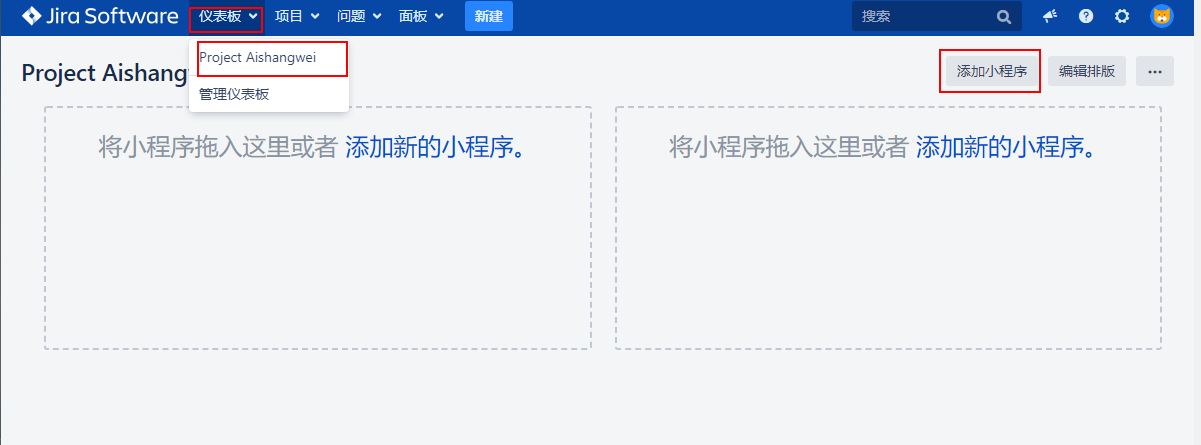 Jira Software 仪表板 项目 问题 面板 新建 搜索
Project Aishangwei
Project Aishangw 添加小程序 编辑排版 ...
管理仪表板
将小程序拖入这里或者 添加新的小程序。
将小程序拖入这里或者 添加新的小程序。